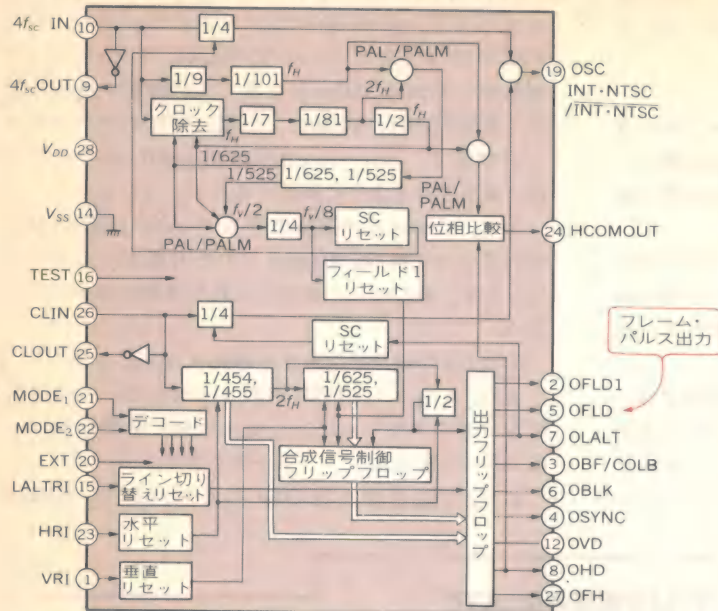 4fsc IN
10
9
4fscOUT
28
VDD
VSS
14
TEST
16
CLIN
26
CLOUT
25
MODE1
21
MODE2
22
EXT
20
LALTRI
15
HRI
23
VRI
1
1/4
1/9
1/101
fH
PAL/PALM
2fH
クロック
除去
fH
1/7
1/81
1/2
fH
1/625
1/525
1/625, 1/525
PAL/PALM
fv/2
1/4
fv/8
SC
リセット
フィールド1
リセット
PAL/
PALM
位相比較
1/4
SC
リセット
1/454,
1/455
2fH
1/625,
1/525
1/2
デコード
合成信号制御
フリップフロップ
ライン切り
替えリセット
水平
リセット
垂直
リセット
出力フリップフロップ
19
OSC
INT・NTSC
/INT・NTSC
24
HCOMOUT
フレーム・
パルス出力
2
OFLD1
5
OFLD
7
OLALT
3
OBF/COLB
6
OBLK
4
OSYNC
12
OVD
8
OHD
27
OFH